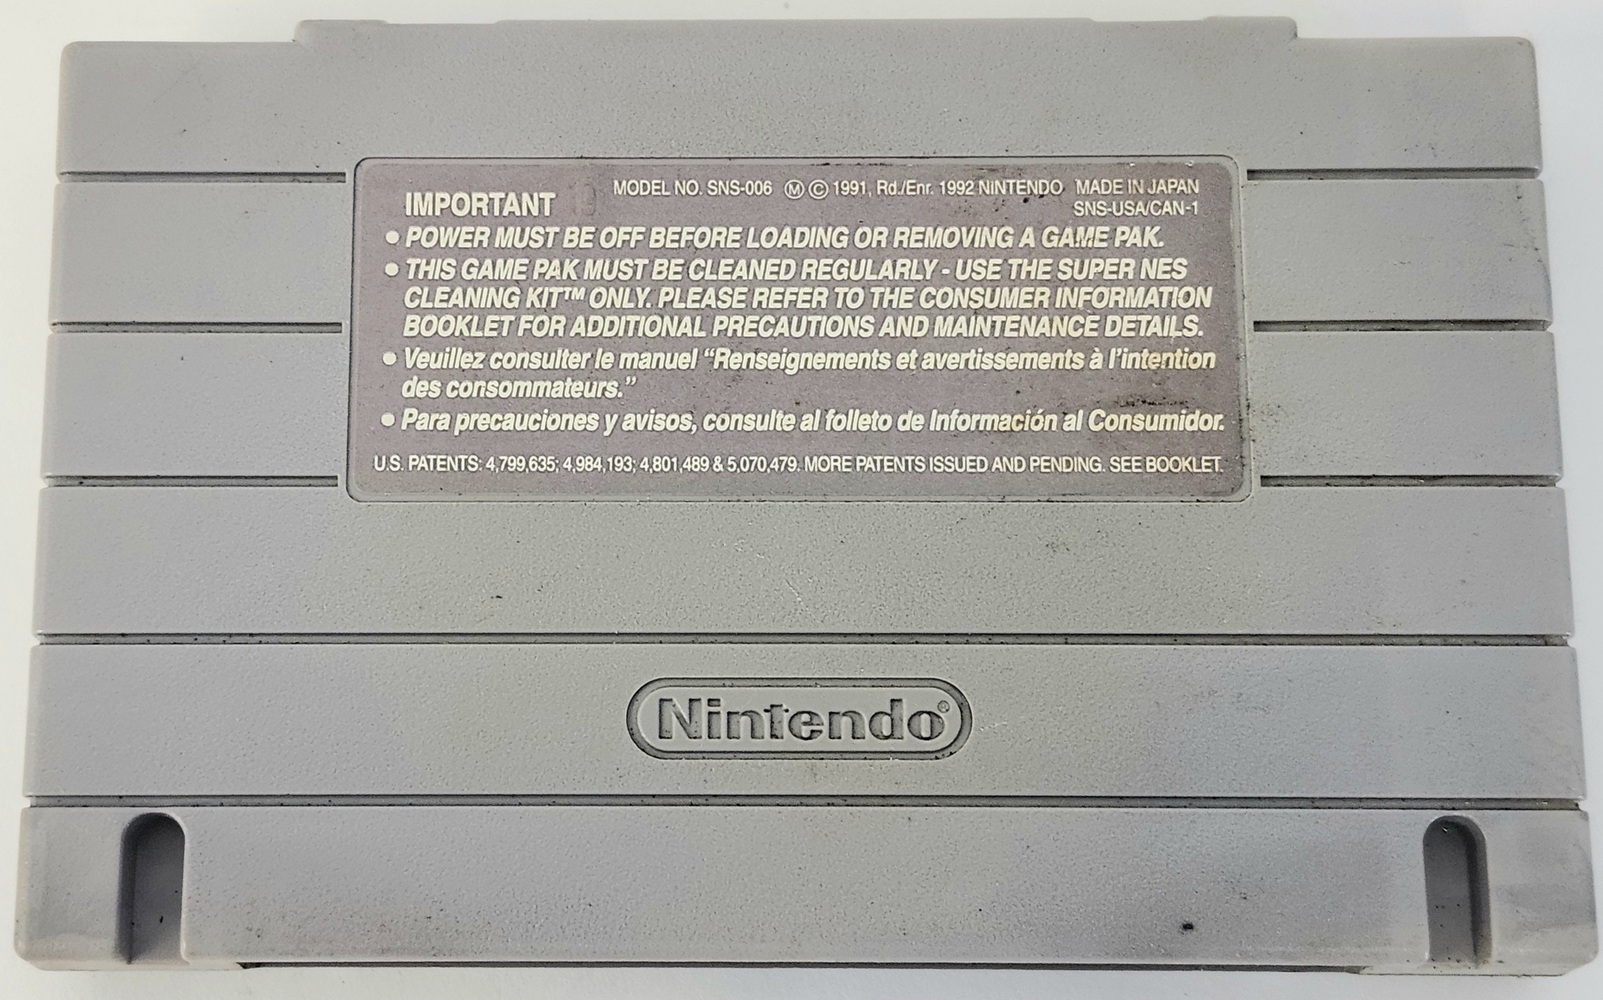 IMPORTANT MODEL NO. SNS-006 Ⓜ © 1991, Rd./Enr. 1992 NINTENDO MADE IN JAPAN
SNS-USA/CAN-1
• POWER MUST BE OFF BEFORE LOADING OR REMOVING A GAME PAK.
• THIS GAME PAK MUST BE CLEANED REGULARLY - USE THE SUPER NES
CLEANING KIT™ ONLY. PLEASE REFER TO THE CONSUMER INFORMATION
BOOKLET FOR ADDITIONAL PRECAUTIONS AND MAINTENANCE DETAILS.
• Veuillez consulter le manuel “Renseignements et avertissements à l’intention
des consommateurs.”
• Para precauciones y avisos, consulte al folleto de Información al Consumidor.
U.S. PATENTS: 4,799,635; 4,984,193; 4,801,489 & 5,070,479. MORE PATENTS ISSUED AND PENDING. SEE BOOKLET.
Nintendo®